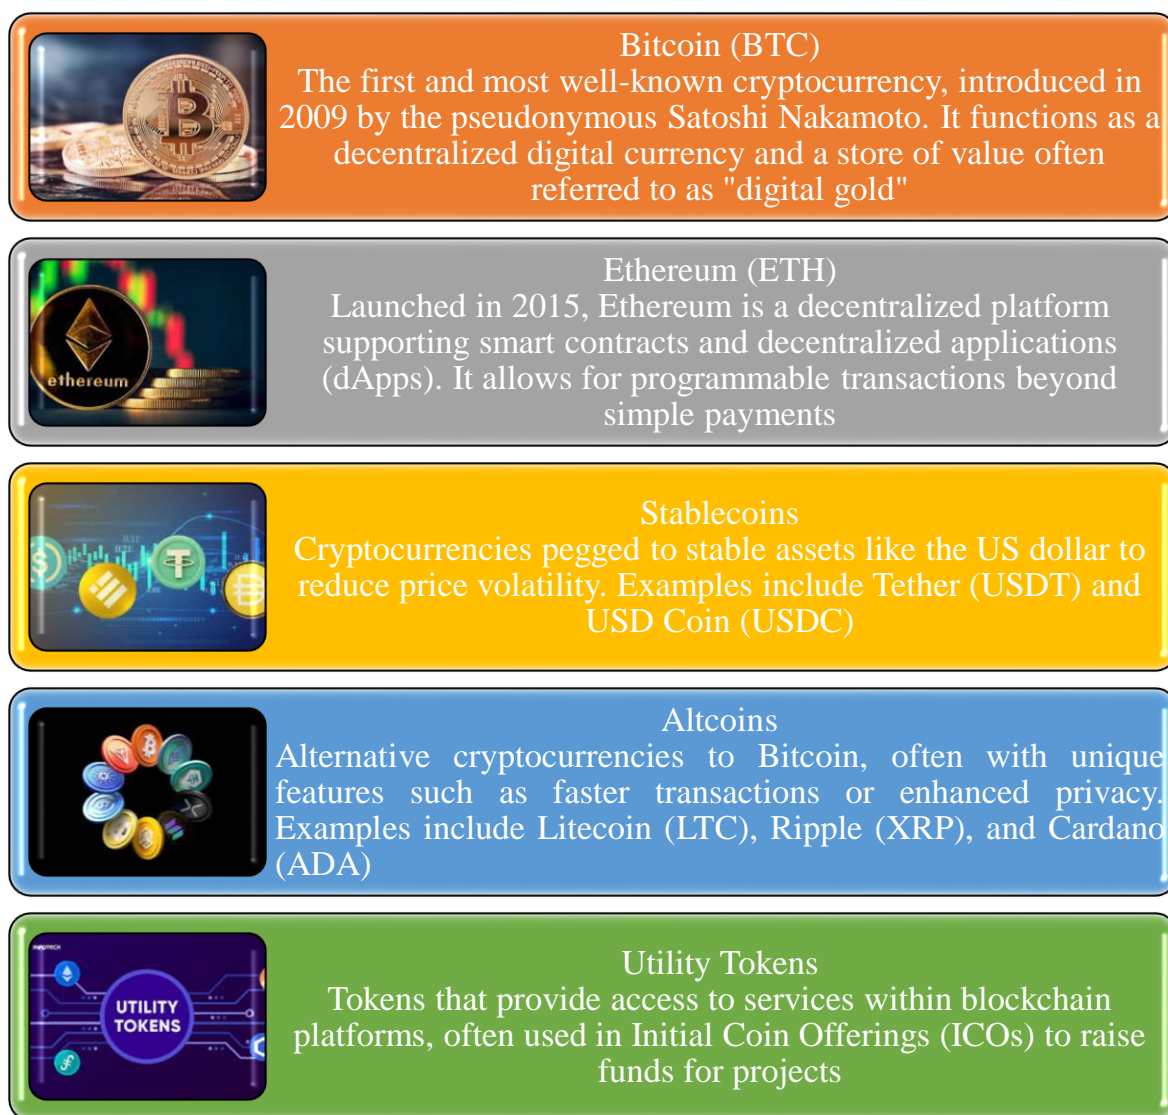 Bitcoin (BTC)
The first and most well-known cryptocurrency, introduced in
2009 by the pseudonymous Satoshi Nakamoto. It functions as a
decentralized digital currency and a store of value often
referred to as "digital gold"
ethereum
Ethereum (ETH)
Launched in 2015, Ethereum is a decentralized platform
supporting smart contracts and decentralized applications
(dApps). It allows for programmable transactions beyond
simple payments
Stablecoins
Cryptocurrencies pegged to stable assets like the US dollar to
reduce price volatility. Examples include Tether (USDT) and
USD Coin (USDC)
Altcoins
Alternative cryptocurrencies to Bitcoin, often with unique
features such as faster transactions or enhanced privacy.
Examples include Litecoin (LTC), Ripple (XRP), and Cardano
(ADA)
UTILITY
TOKENS
Utility Tokens
Tokens that provide access to services within blockchain
platforms, often used in Initial Coin Offerings (ICOs) to raise
funds for projects